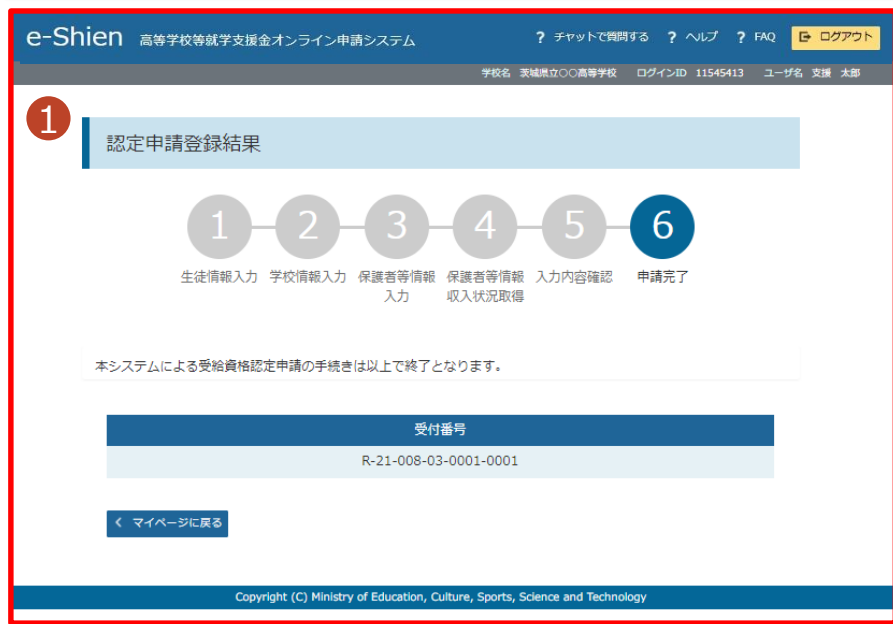 e-Shien 高等学校等就学支援金オンライン申請システム ? チャットで質問する ? ヘルプ ? FAQ ログアウト
学校名 茨城県立〇〇高等学校 ログインID 11545413 ユーザ名 支援 太郎
1
認定申請登録結果
1 2 3 4 5 6
生徒情報入力 学校情報入力 保護者等情報 保護者等情報 入力内容確認 申請完了
入力 収入状況取得
本システムによる受給資格認定申請の手続きは以上で終了となります。
受付番号
R-21-008-03-0001-0001
マイページに戻る
Copyright (C) Ministry of Education, Culture, Sports, Science and Technology